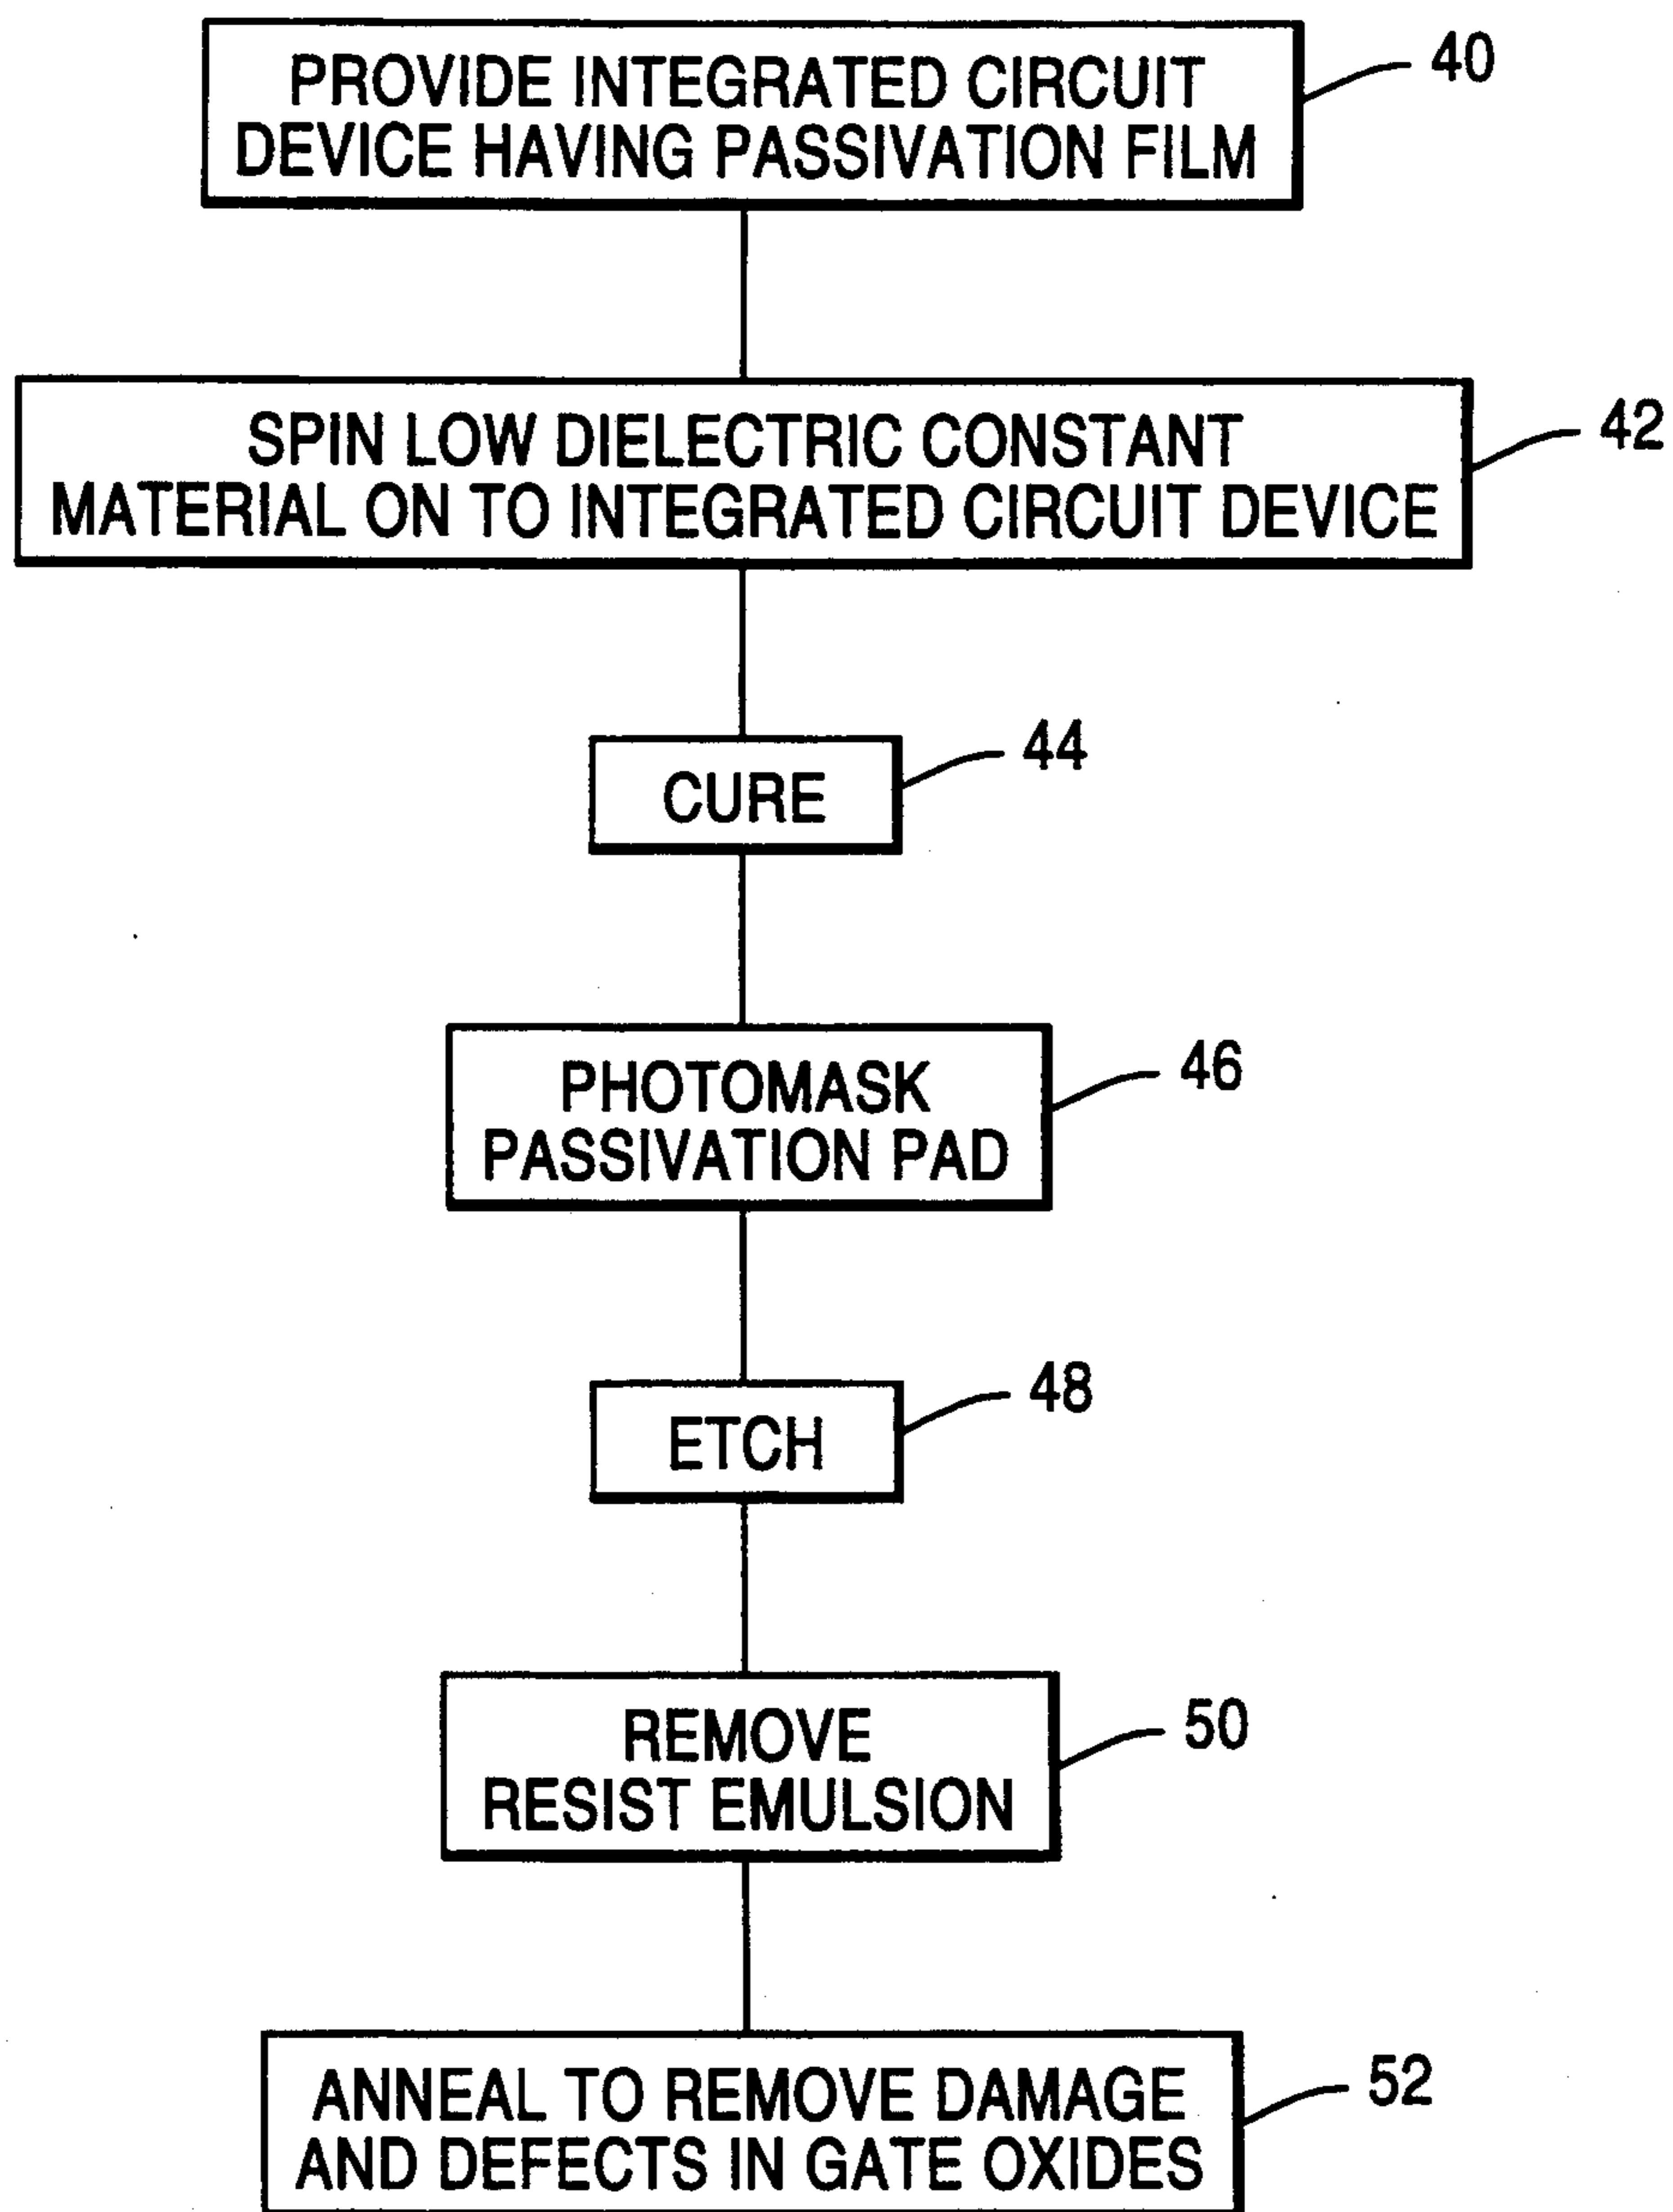 PROVIDE INTEGRATED CIRCUIT
DEVICE HAVING PASSIVATION FILM
40
SPIN LOW DIELECTRIC CONSTANT
MATERIAL ON TO INTEGRATED CIRCUIT DEVICE
42
CURE
44
PHOTOMASK
PASSIVATION PAD
46
ETCH
48
REMOVE
RESIST EMULSION
50
ANNEAL TO REMOVE DAMAGE
AND DEFECTS IN GATE OXIDES
52